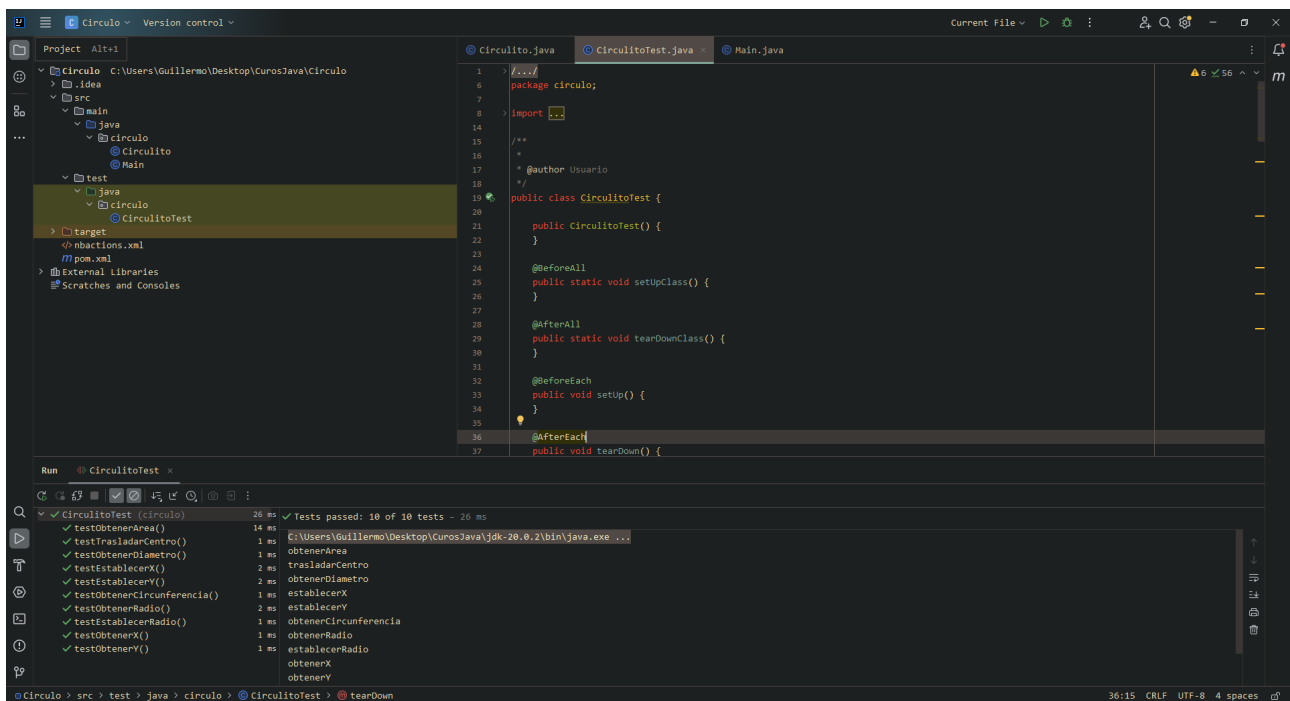 Circulo Version control Current File
Project Alt+1
Circulito.java CirculitoTest.java Main.java
Circulo C:\Users\Guillermo\Desktop\CurosJava\Circulo
.idea
src
main
java
circulo
Circulito
Main
test
java
circulo
CirculitoTest
target
nbactions.xml
pom.xml
External Libraries
Scratches and Consoles
6 56
m
1 /.../
6 package circulo;
7
8 import ...
14
15 /**
16 *
17 * @author Usuario
18 */
19 public class CirculitoTest {
20
21 public CirculitoTest() {
22 }
23
24 @BeforeAll
25 public static void setUpClass() {
26 }
27
28 @AfterAll
29 public static void tearDownClass() {
30 }
31
32 @BeforeEach
33 public void setUp() {
34 }
35
36 @AfterEach
37 public void tearDown() {
Run CirculitoTest
CirculitoTest (circulo) 26 ms
testObtenerArea() 14 ms
testTrasladarCentro() 1 ms
testObtenerDiametro() 1 ms
testEstablecerX() 2 ms
testEstablecerY() 2 ms
testObtenerCircunferencia() 1 ms
testObtenerRadio() 2 ms
testEstablecerRadio() 1 ms
testObtenerX() 1 ms
testObtenerY() 1 ms
Tests passed: 10 of 10 tests – 26 ms
C:\Users\Guillermo\Desktop\CurosJava\jdk-20.0.2\bin\java.exe ...
obtenerArea
trasladarCentro
obtenerDiametro
establecerX
establecerY
obtenerCircunferencia
obtenerRadio
establecerRadio
obtenerX
obtenerY
Circulo > src > test > java > circulo > CirculitoTest > tearDown 36:15 CRLF UTF-8 4 spaces